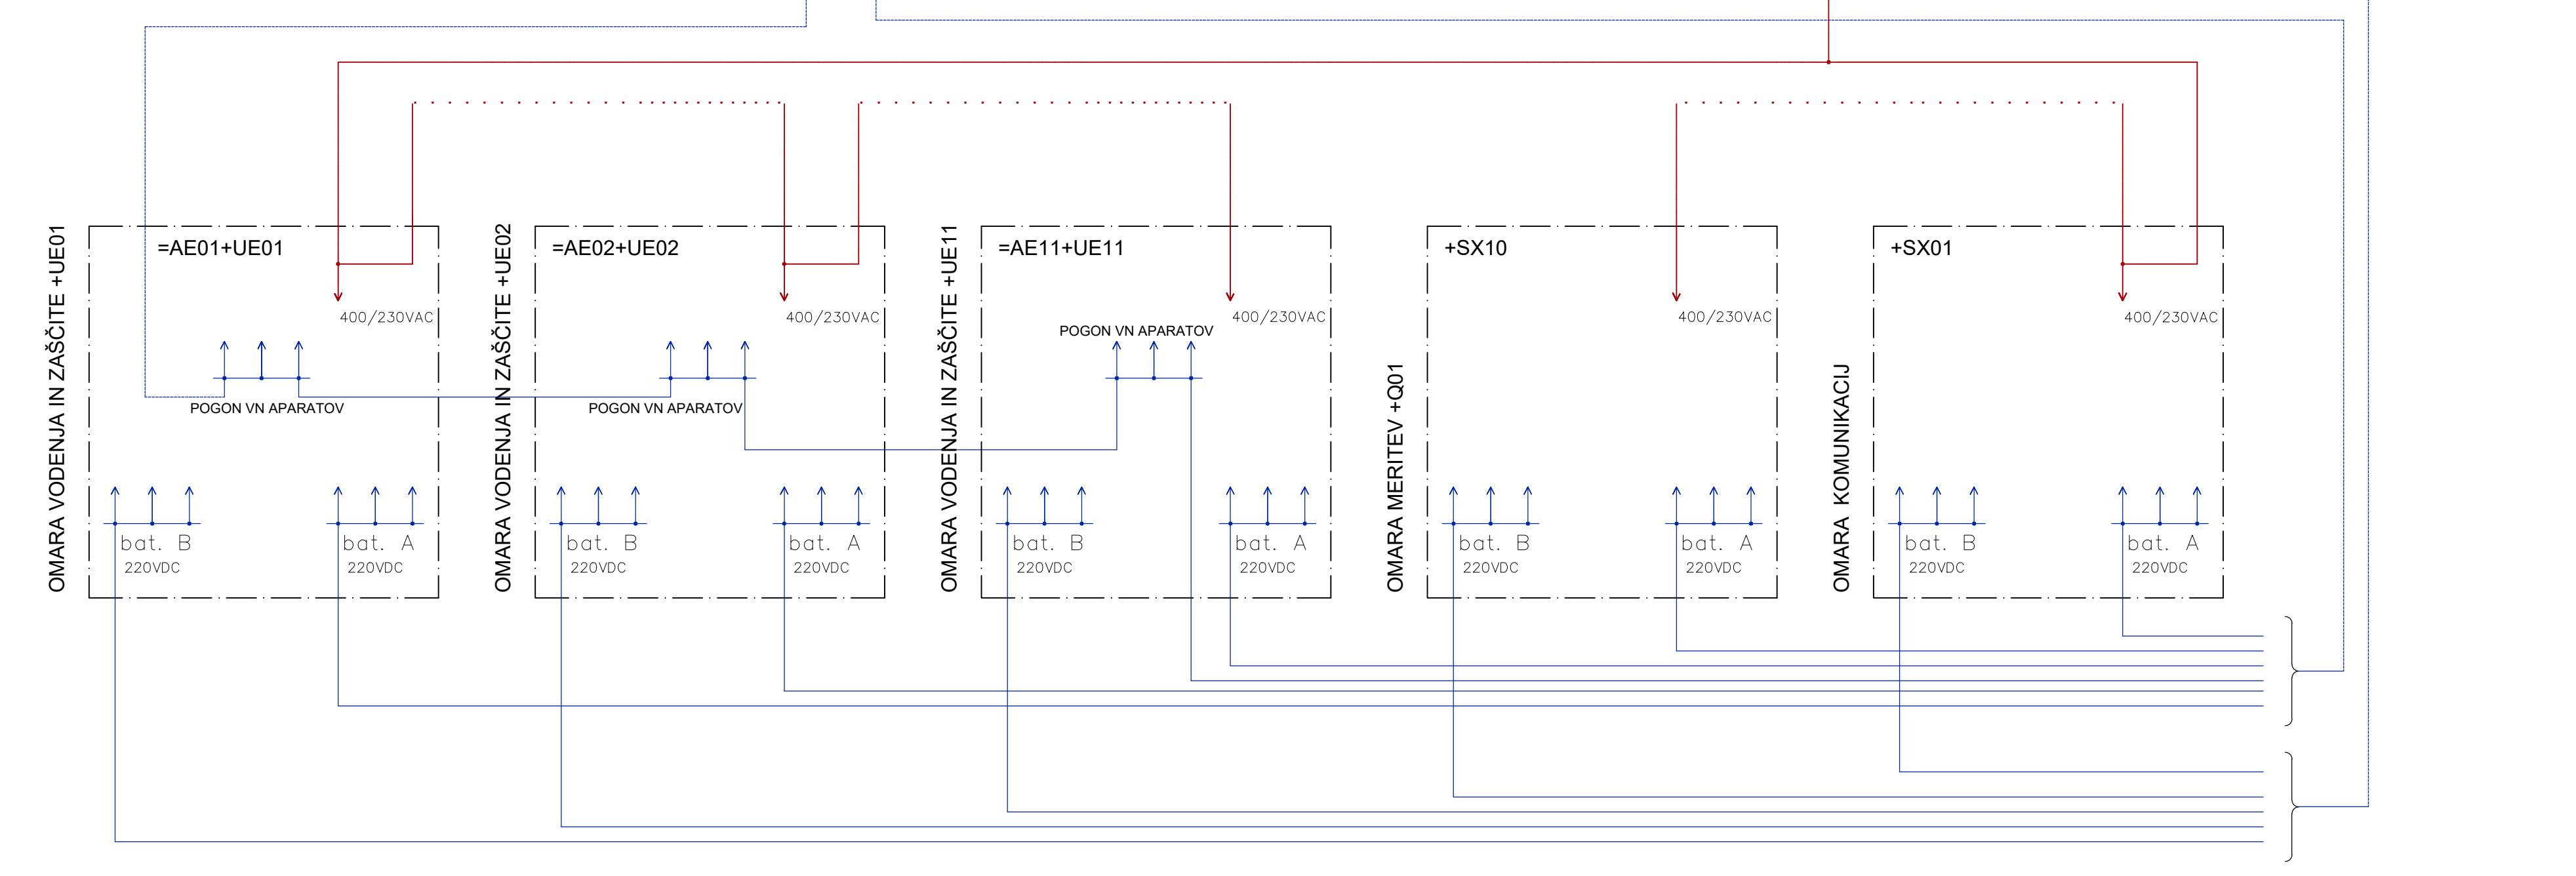 OMARA VODENJA IN ZAŠČITE +UE01
=AE01+UE01
400/230VAC
POGON VN APARATOV
bat. B
220VDC
bat. A
220VDC
OMARA VODENJA IN ZAŠČITE +UE02
=AE02+UE02
400/230VAC
POGON VN APARATOV
bat. B
220VDC
bat. A
220VDC
OMARA VODENJA IN ZAŠČITE +UE11
=AE11+UE11
400/230VAC
POGON VN APARATOV
bat. B
220VDC
bat. A
220VDC
OMARA MERITEV +Q01
+SX10
400/230VAC
bat. B
220VDC
bat. A
220VDC
OMARA KOMUNIKACIJ
+SX01
400/230VAC
bat. B
220VDC
bat. A
220VDC